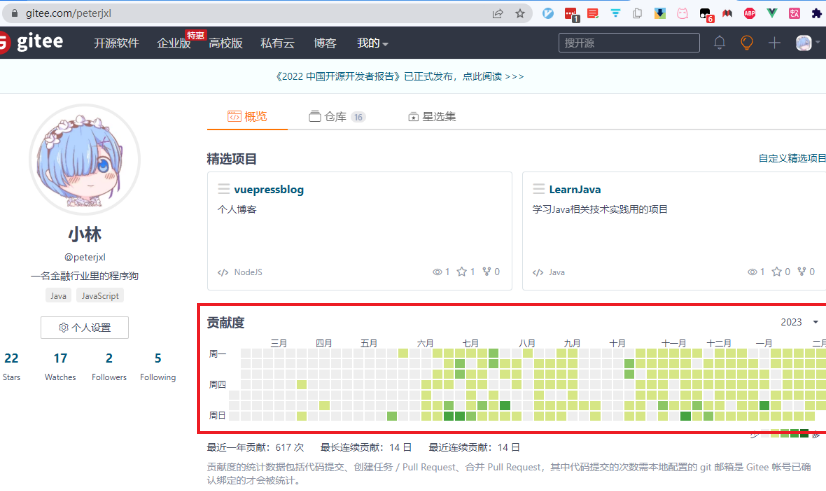 gitee.com/peterjxl
gitee 开源软件 企业版 特惠 高校版 私有云 博客 我的 搜开源
《2022 中国开源开发者报告》已正式发布，点此阅读 >>>
概览 仓库 16 星选集
精选项目 自定义精选项目
vuepressblog
个人博客
NodeJS 1 1 0
LearnJava
学习Java相关技术实践用的项目
Java 1 0 0
小林
@peterjxl
一名金融行业里的程序狗
Java JavaScript
个人设置
22 17 2 5
Stars Watches Followers Following
贡献度 2023
三月 四月 五月 六月 七月 八月 九月 十月 十一月 十二月 一月
周一
周四
周日
最近一年贡献：617 次 最长连续贡献：14 日 最近连续贡献：14 日
贡献度的统计数据包括代码提交、创建任务 / Pull Request、合并 Pull Request，其中代码提交的次数需本地配置的 git 邮箱是 Gitee 帐号已确
认绑定的才会被统计。